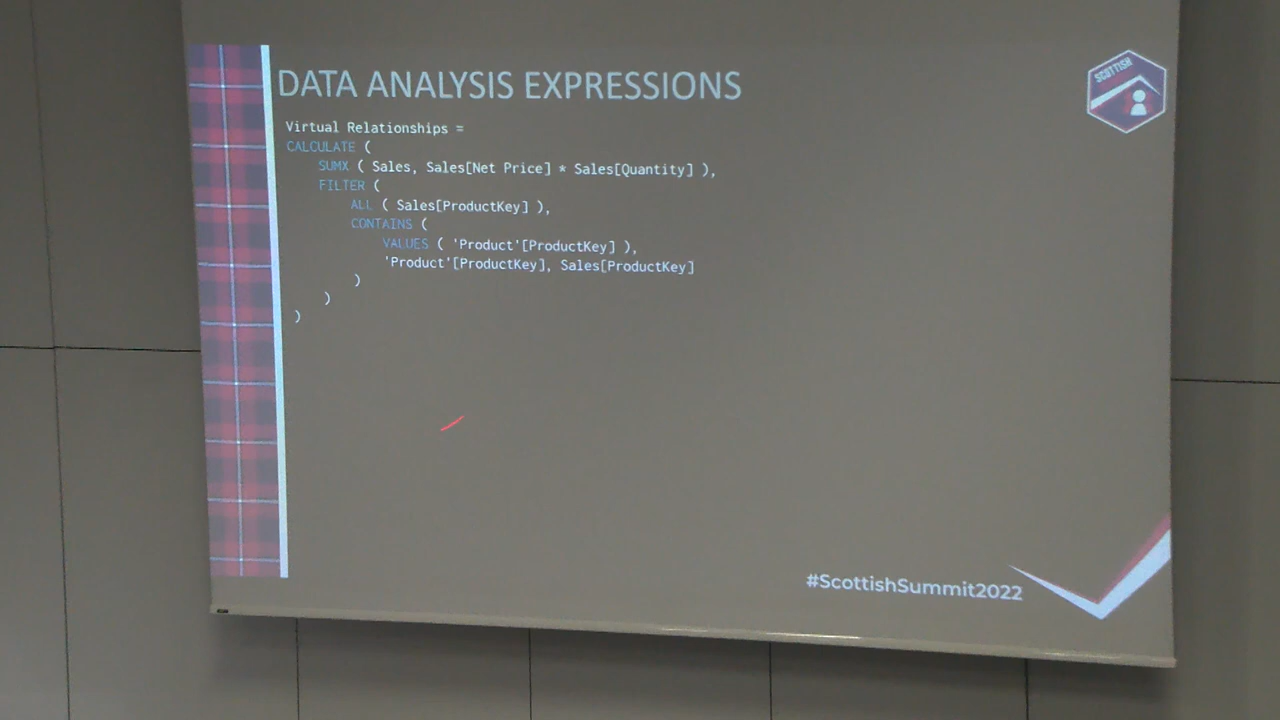 DATA ANALYSIS EXPRESSIONS
SCOTTISH
Virtual Relationships =
CALCULATE (
SUMX ( Sales, Sales[Net Price] * Sales[Quantity] ),
FILTER (
ALL ( Sales[ProductKey] ),
CONTAINS (
VALUES ( 'Product'[ProductKey] ),
'Product'[ProductKey], Sales[ProductKey]
)
)
)
#ScottishSummit2022